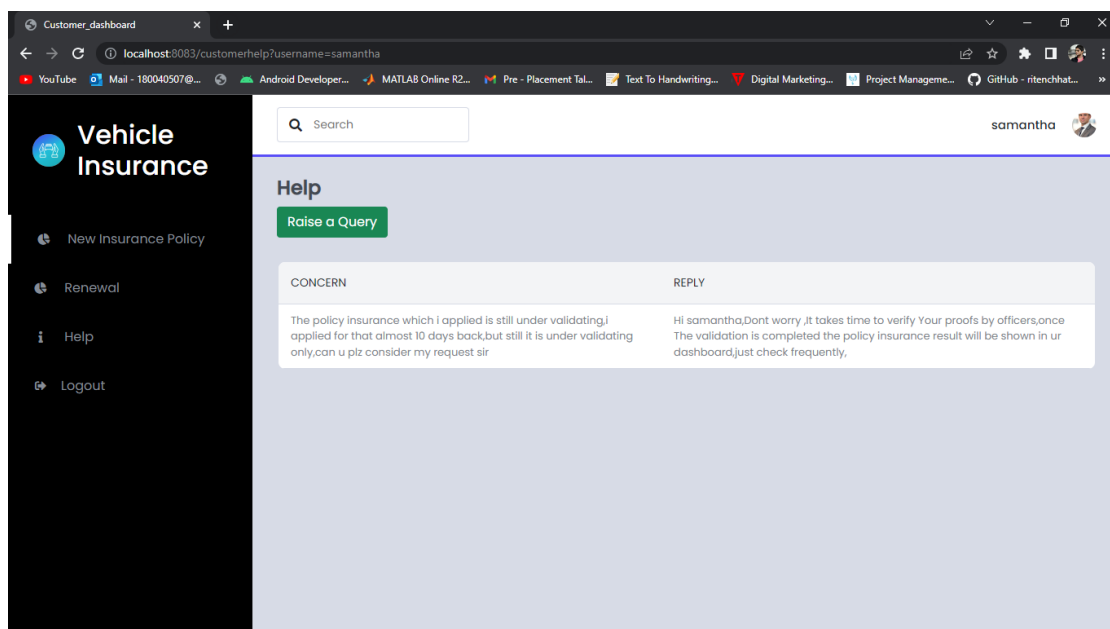 Customer_dashboard
localhost:8083/customerhelp?username=samantha
YouTube Mail - 180040507@... Android Developer... MATLAB Online R2... Pre - Placement Tal... Text To Handwriting... Digital Marketing... Project Manageme... GitHub - ritenchhat... »
Vehicle
Insurance
Search
samantha
Help
Raise a Query
New Insurance Policy
Renewal
Help
Logout
CONCERN REPLY
The policy insurance which i applied is still under validating,i
applied for that almost 10 days back,but still it is under validating
only,can u plz consider my request sir
Hi samantha,Dont worry ,It takes time to verify Your proofs by officers,once
The validation is completed the policy insurance result will be shown in ur
dashboard,just check frequently,